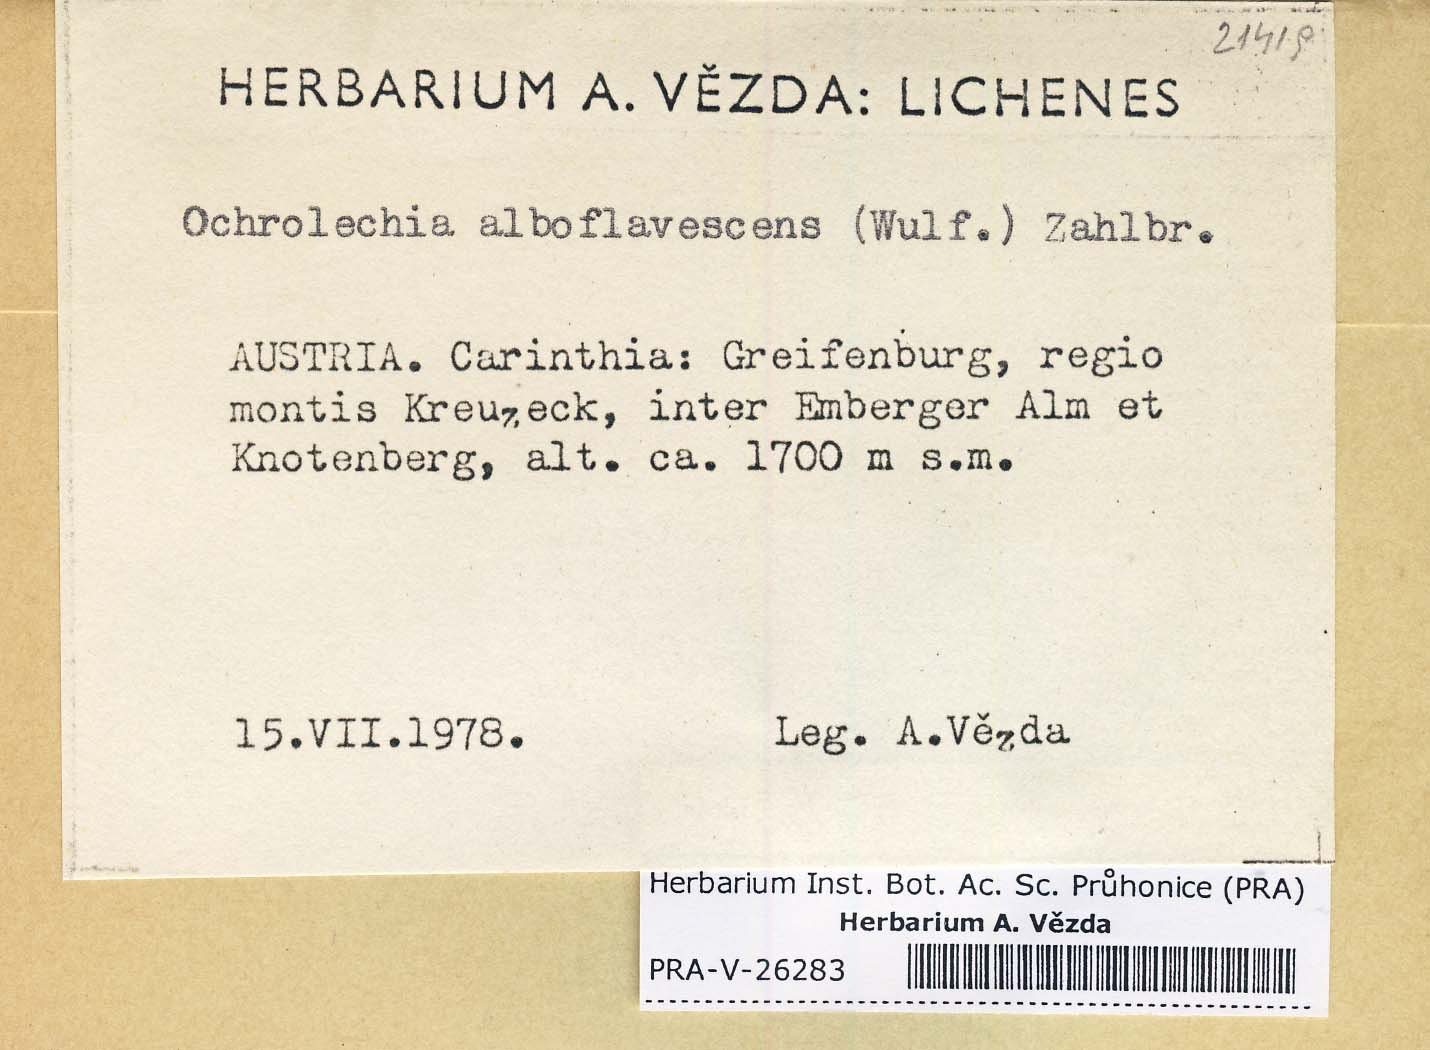 HERBARIUM A. VĚZDA: LICHENES
Ochrolechia alboflavescens (Wulf.) Zahlbr.
AUSTRIA. Carinthia: Greifenburg, regio
montis Kreuzeck, inter Emberger Alm et
Knotenberg, alt. ca. 1700 m s.m.
15.VII.1978. Leg. A.Vězda
Herbarium Inst. Bot. Ac. Sc. Průhonice (PRA)
Herbarium A. Vězda
PRA-V-26283